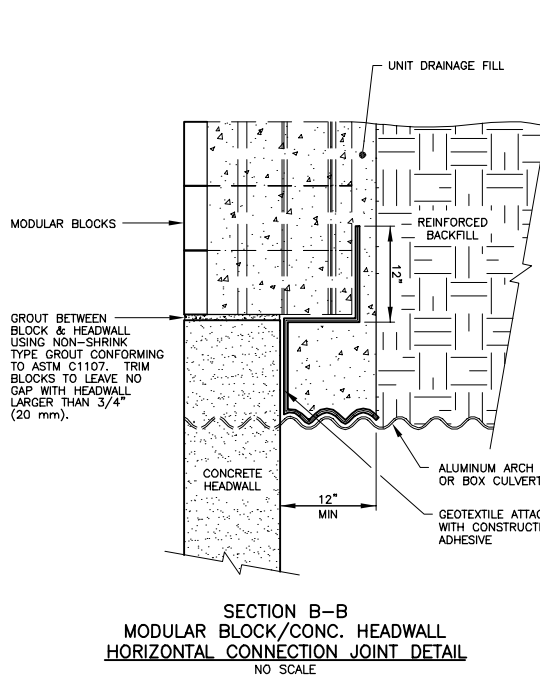 UNIT DRAINAGE FILL
MODULAR BLOCKS
REINFORCED
BACKFILL
12"
GROUT BETWEEN
BLOCK & HEADWALL
USING NON-SHRINK
TYPE GROUT CONFORMING
TO ASTM C1107. TRIM
BLOCKS TO LEAVE NO
GAP WITH HEADWALL
LARGER THAN 3/4"
(20 mm).
CONCRETE
HEADWALL
12"
MIN
ALUMINUM ARCH
OR BOX CULVERT
GEOTEXTILE ATTAC
WITH CONSTRUCTI
ADHESIVE
SECTION B-B
MODULAR BLOCK/CONC. HEADWALL
HORIZONTAL CONNECTION JOINT DETAIL
NO SCALE